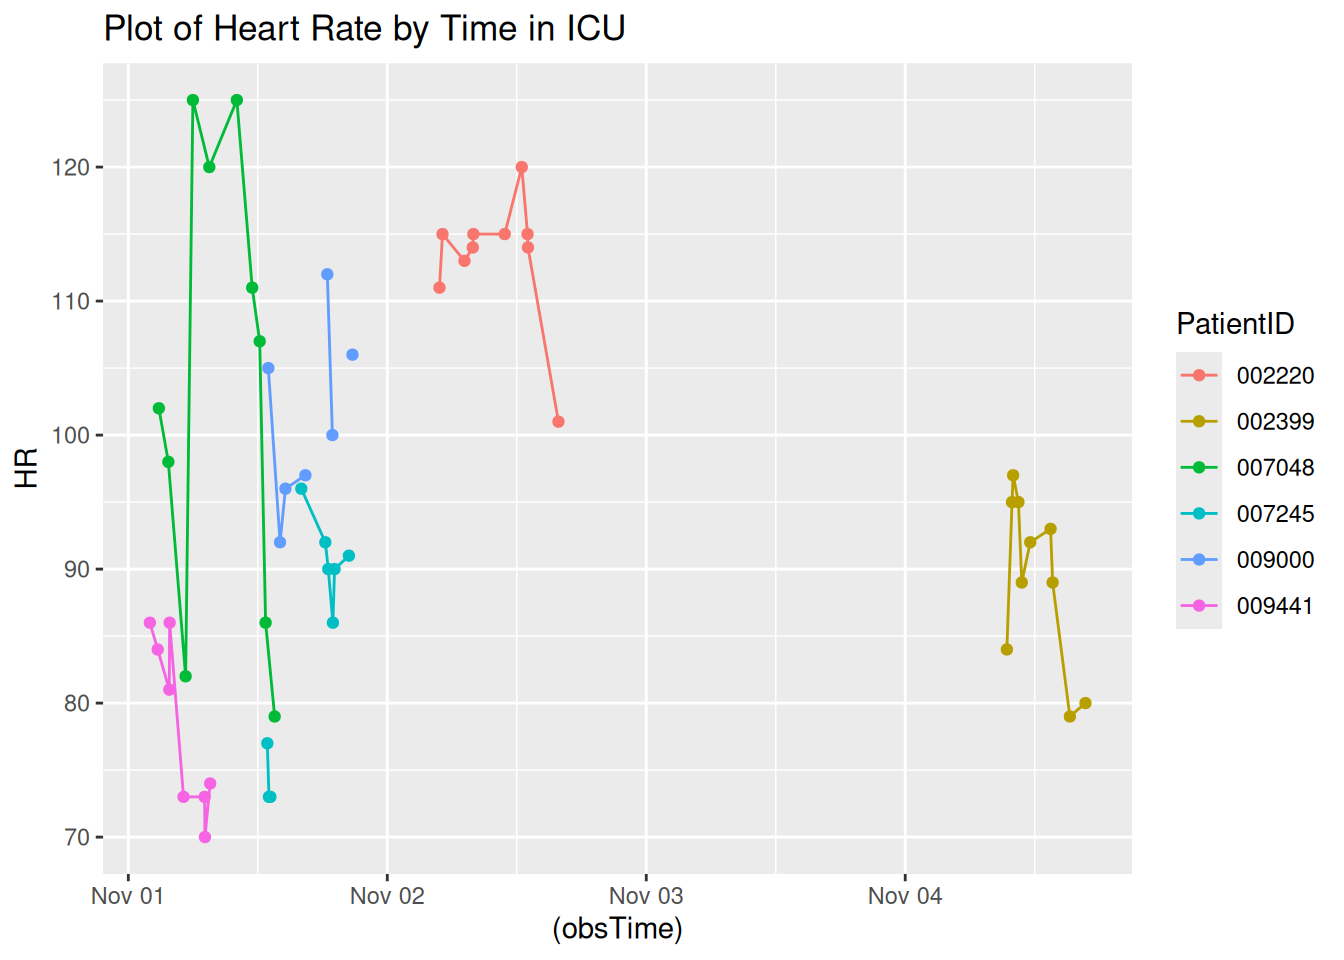 Plot of Heart Rate by Time in ICU
HR
120
110
100
90
80
70
Nov 01 Nov 02 Nov 03 Nov 04
(obsTime)
PatientID
002220
002399
007048
007245
009000
009441